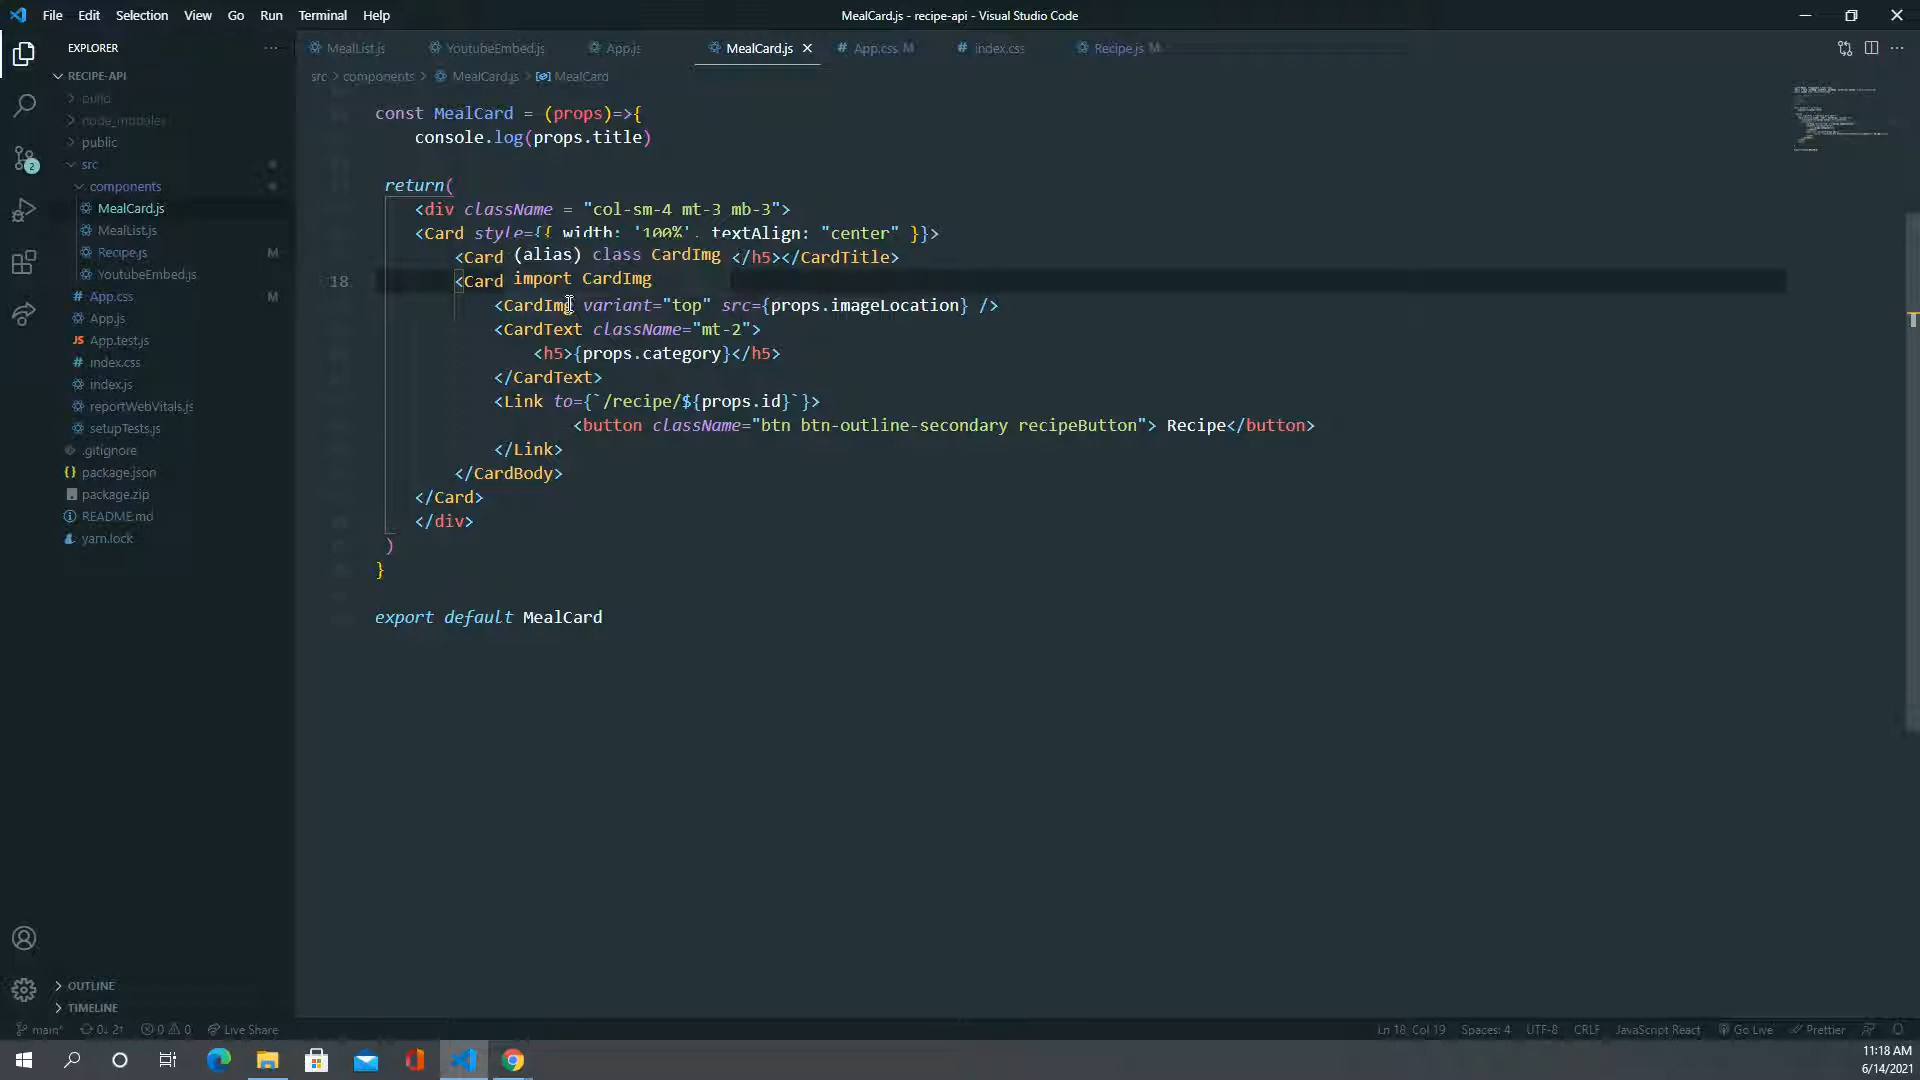 File Edit Selection View Go Run Terminal Help
MealCard.js - recipe-api - Visual Studio Code
EXPLORER
MealList.js
YoutubeEmbed.js
App.js
MealCard.js
App.css M
index.css
Recipe.js M
RECIPE-API
src > components > MealCard.js > MealCard
build
node_modules
public
src
components
MealCard.js
MealList.js
Recipe.js M
YoutubeEmbed.js
App.css M
App.js
App.test.js
index.css
index.js
reportWebVitals.js
setupTests.js
.gitignore
package.json
package.zip
README.md
yarn.lock
OUTLINE
TIMELINE
const MealCard = (props)=>{
console.log(props.title)
return(
<div className = "col-sm-4 mt-3 mb-3">
<Card style={{ width: '100%', textAlign: "center" }}>
<Card (alias) class CardImg </h5></CardTitle>
18 <Card import CardImg
<CardImg variant="top" src={props.imageLocation} />
<CardText className="mt-2">
<h5>{props.category}</h5>
</CardText>
<Link to={`/recipe/${props.id}`}>
<button className="btn btn-outline-secondary recipeButton"> Recipe</button>
</Link>
</CardBody>
</Card>
</div>
)
}
export default MealCard
2
main* 0↓ 2↑ 0 0 Live Share
Ln 18, Col 19 Spaces: 4 UTF-8 CRLF JavaScript React Go Live Prettier
11:18 AM
6/14/2021